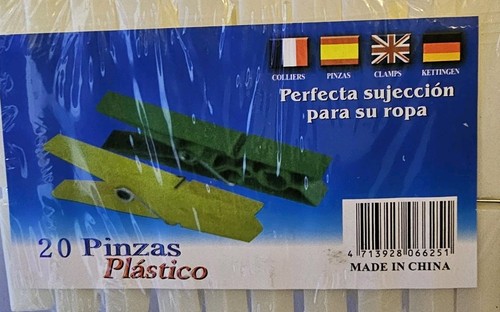 COLLIERS PINZAS CLAMPS KETTINGEN
Perfecta sujección
para su ropa
20 Pinzas
Plástico
4 713928 066251
MADE IN CHINA